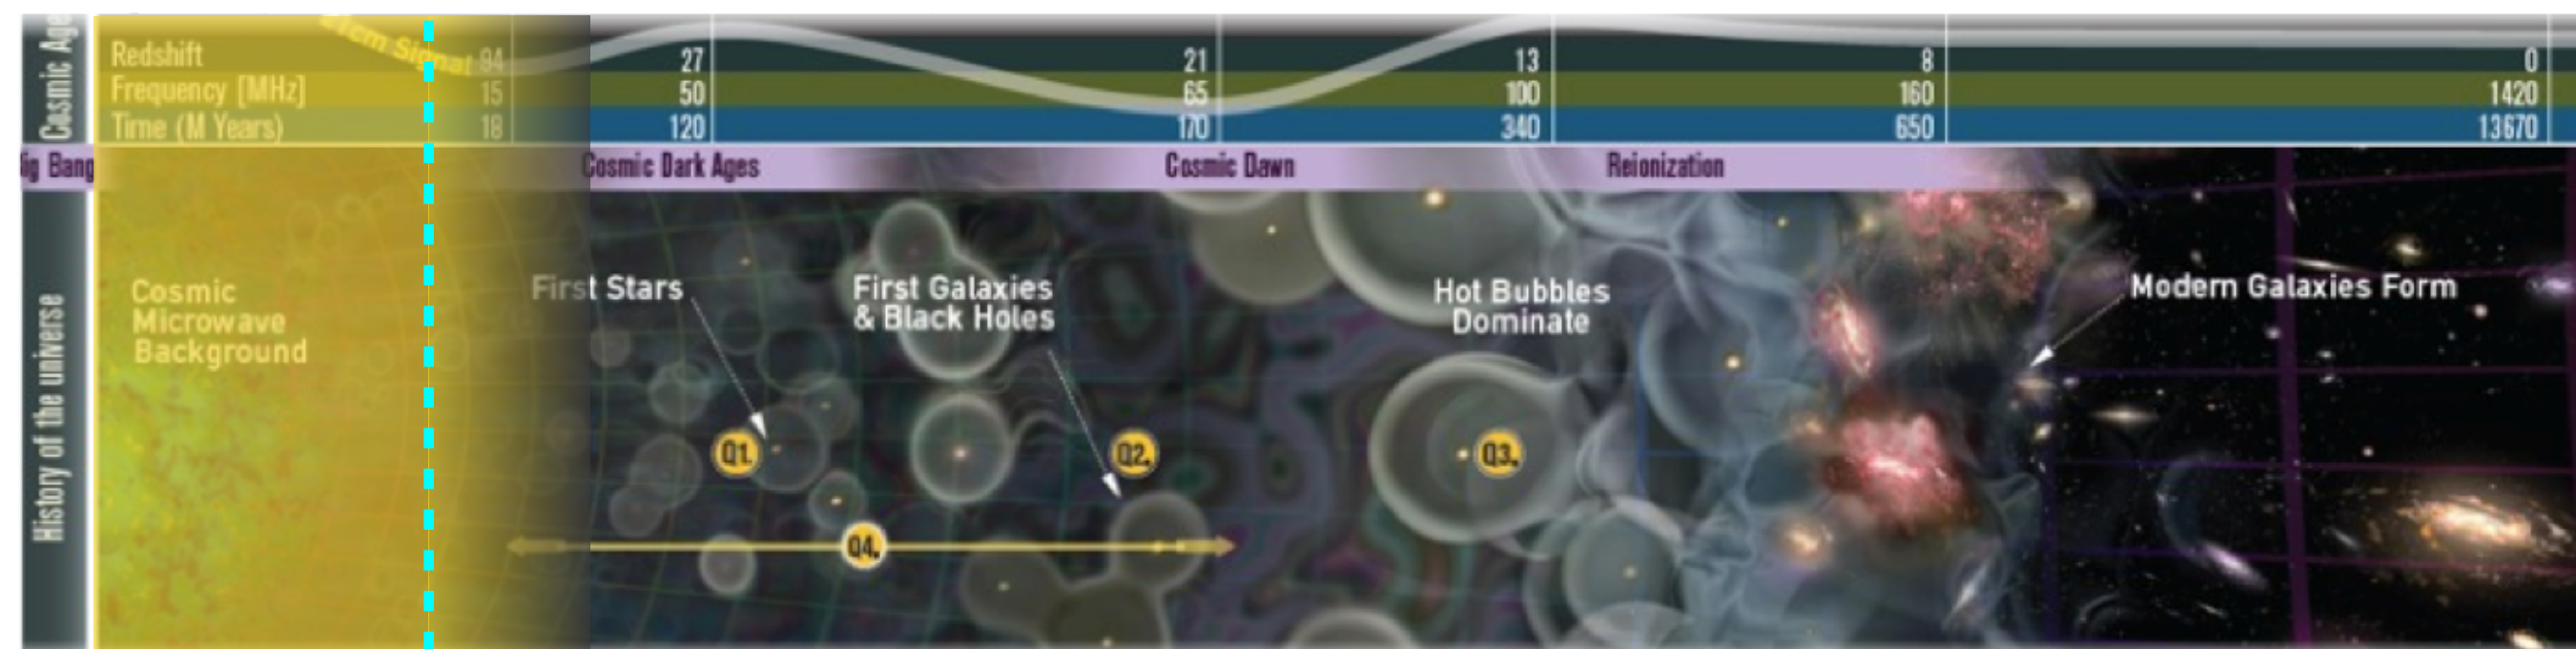 Cosmic Age
21cm Signal
Redshift 94 27 21 13 8 0
Frequency [MHz] 15 50 65 100 160 1420
Time (M Years) 18 120 170 340 650 13670
ig Bang Cosmic Dark Ages Cosmic Dawn Reionization
History of the universe
Cosmic
Microwave
Background
First Stars
First Galaxies
& Black Holes
Hot Bubbles
Dominate
Modern Galaxies Form
Q1.
Q2.
Q3.
Q4.